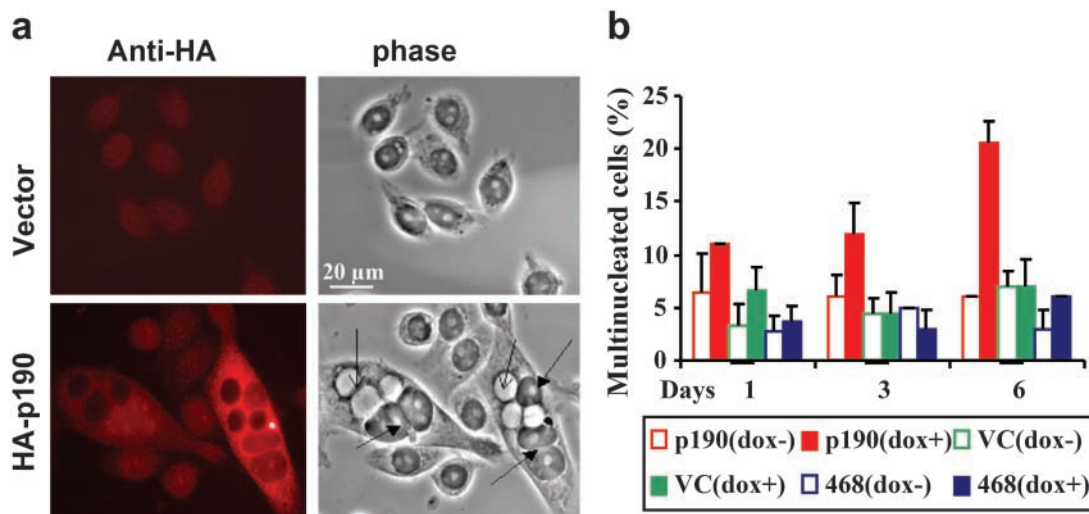 a
Anti-HA
phase
Vector
20 µm
HA-p190
b
Multinucleated cells (%)
25
20
15
10
5
0
Days 1 3 6
p190(dox-) p190(dox+) VC(dox-)
VC(dox+) 468(dox-) 468(dox+)